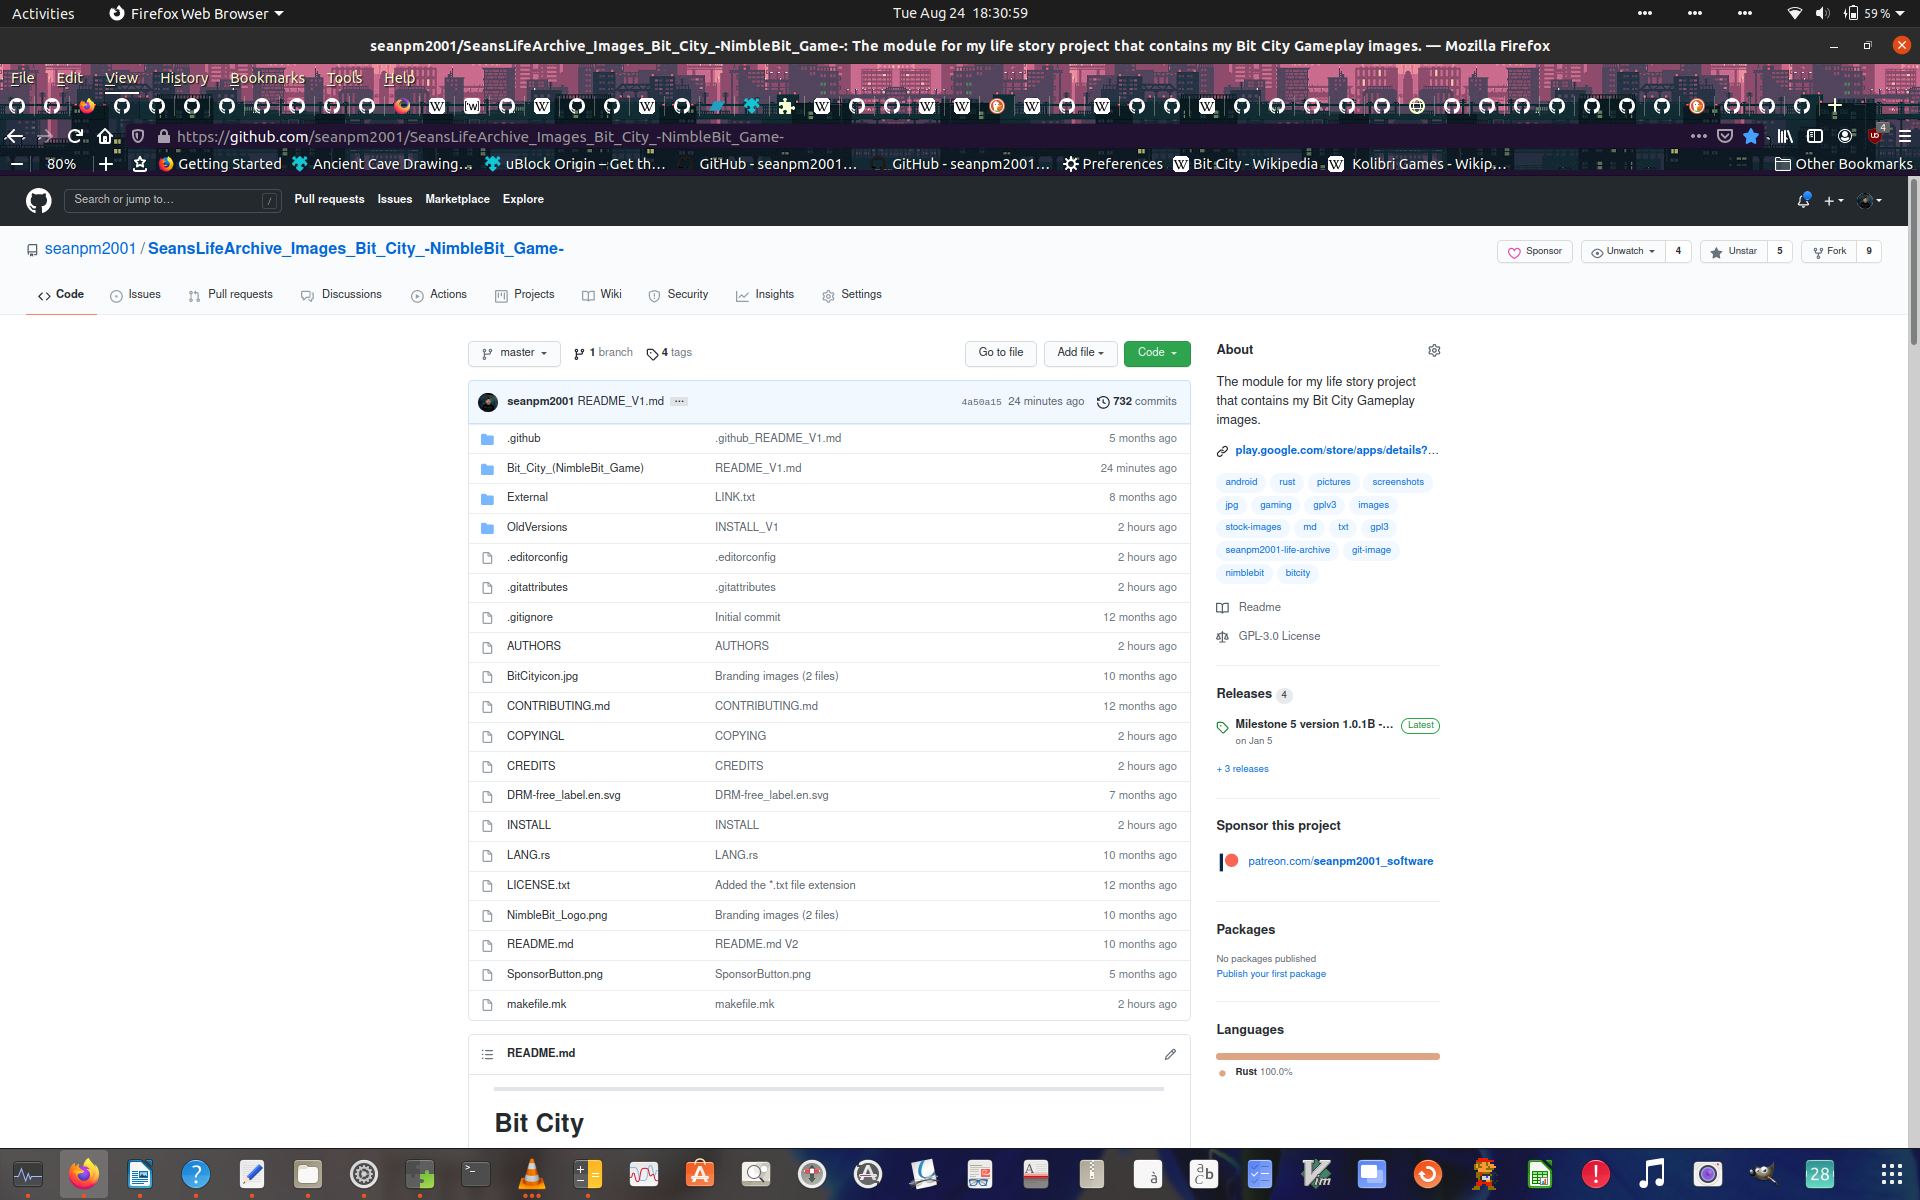 Activities Firefox Web Browser Tue Aug 24 18:30:59 59 %
seanpm2001/SeansLifeArchive_Images_Bit_City_-NimbleBit_Game-: The module for my life story project that contains my Bit City Gameplay images. — Mozilla Firefox
File Edit View History Bookmarks Tools Help
https://github.com/seanpm2001/SeansLifeArchive_Images_Bit_City_-NimbleBit_Game- 4
80% Getting Started Ancient Cave Drawing… uBlock Origin – Get th… GitHub - seanpm2001… GitHub - seanpm2001… Preferences Bit City - Wikipedia Kolibri Games - Wikip… Other Bookmarks
Search or jump to… / Pull requests Issues Marketplace Explore
seanpm2001 / SeansLifeArchive_Images_Bit_City_-NimbleBit_Game- Sponsor Unwatch 4 Unstar 5 Fork 9
Code Issues Pull requests Discussions Actions Projects Wiki Security Insights Settings
master 1 branch 4 tags Go to file Add file Code
seanpm2001 README_V1.md ... 4a50a15 24 minutes ago 732 commits
.github .github_README_V1.md 5 months ago
Bit_City_(NimbleBit_Game) README_V1.md 24 minutes ago
External LINK.txt 8 months ago
OldVersions INSTALL_V1 2 hours ago
.editorconfig .editorconfig 2 hours ago
.gitattributes .gitattributes 2 hours ago
.gitignore Initial commit 12 months ago
AUTHORS AUTHORS 2 hours ago
BitCityicon.jpg Branding images (2 files) 10 months ago
CONTRIBUTING.md CONTRIBUTING.md 12 months ago
COPYINGL COPYING 2 hours ago
CREDITS CREDITS 2 hours ago
DRM-free_label.en.svg DRM-free_label.en.svg 7 months ago
INSTALL INSTALL 2 hours ago
LANG.rs LANG.rs 10 months ago
LICENSE.txt Added the *.txt file extension 12 months ago
NimbleBit_Logo.png Branding images (2 files) 10 months ago
README.md README.md V2 10 months ago
SponsorButton.png SponsorButton.png 5 months ago
makefile.mk makefile.mk 2 hours ago
README.md
Bit City
About
The module for my life story project
that contains my Bit City Gameplay
images.
play.google.com/store/apps/details?…
android rust pictures screenshots
jpg gaming gplv3 images
stock-images md txt gpl3
seanpm2001-life-archive git-image
nimblebit bitcity
Readme
GPL-3.0 License
Releases 4
Milestone 5 version 1.0.1B -… Latest
on Jan 5
+ 3 releases
Sponsor this project
patreon.com/seanpm2001_software
Packages
No packages published
Publish your first package
Languages
Rust 100.0%
28